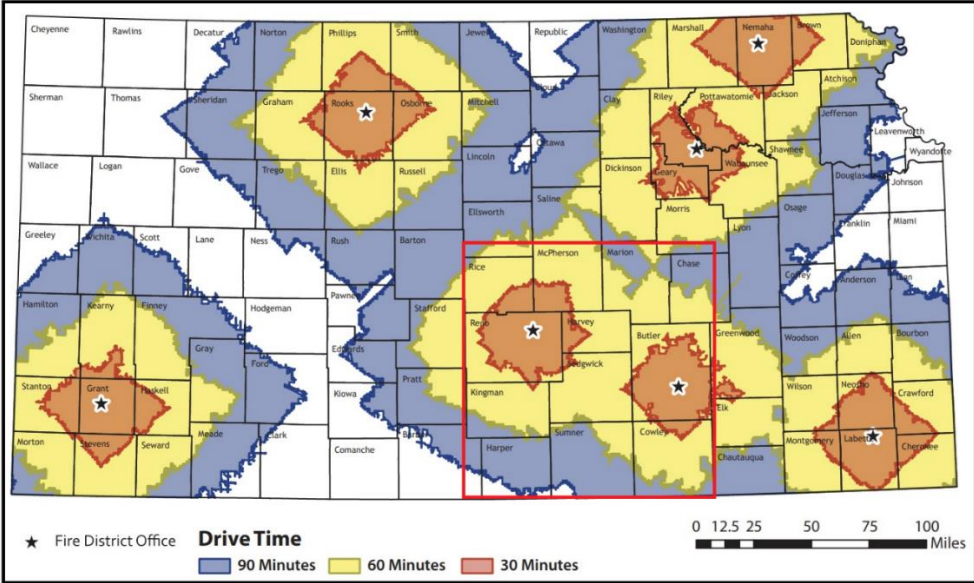 Cheyenne Rawlins Decatur Norton Phillips Smith Jewell Republic Washington Marshall Nemaha Brown Doniphan
Atchison
Sherman Thomas Sheridan Graham Rooks Osborne Mitchell Cloud Clay Riley Pottawatomie Jackson Jefferson
Leavenworth
Wyandotte
Wallace Logan Gove Trego Ellis Russell Lincoln Ottawa Dickinson Geary Wabaunsee Shawnee Douglas Johnson
Ellsworth Saline Morris Osage
Greeley Wichita Scott Lane Ness Rush Barton McPherson Marion Lyon Franklin Miami
Rice Chase Coffey Anderson Linn
Hamilton Kearny Finney Hodgeman Pawnee Stafford Reno Harvey Butler Greenwood Woodson Allen Bourbon
Gray Ford Edwards Sedgwick
Stanton Grant Haskell Kiowa Pratt Kingman Elk Wilson Neosho Crawford
Morton Stevens Seward Meade Clark Comanche Barber Harper Sumner Cowley Chautauqua Montgomery Labette Cherokee
★ Fire District Office
Drive Time
90 Minutes 60 Minutes 30 Minutes
0 12.5 25 50 75 100
Miles